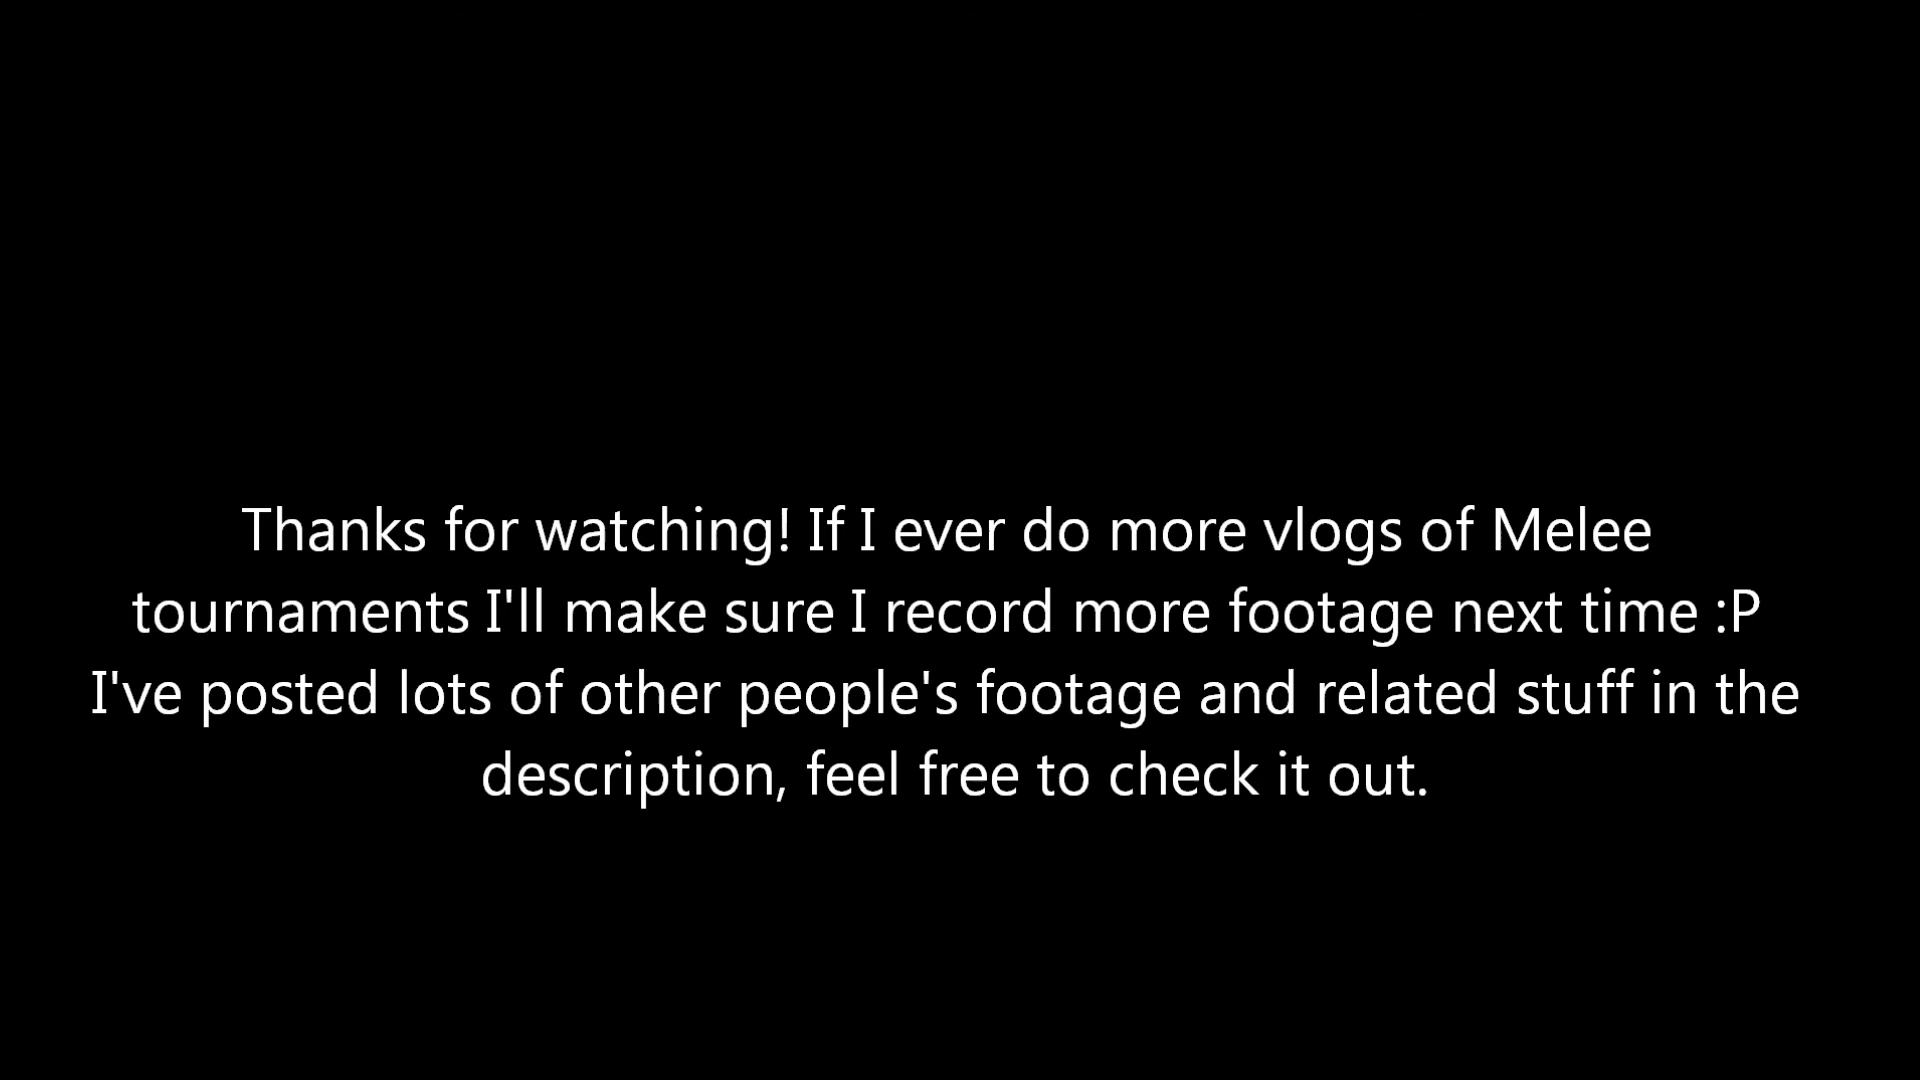 Thanks for watching! If I ever do more vlogs of Melee
tournaments I'll make sure I record more footage next time :P
I've posted lots of other people's footage and related stuff in the
description, feel free to check it out.